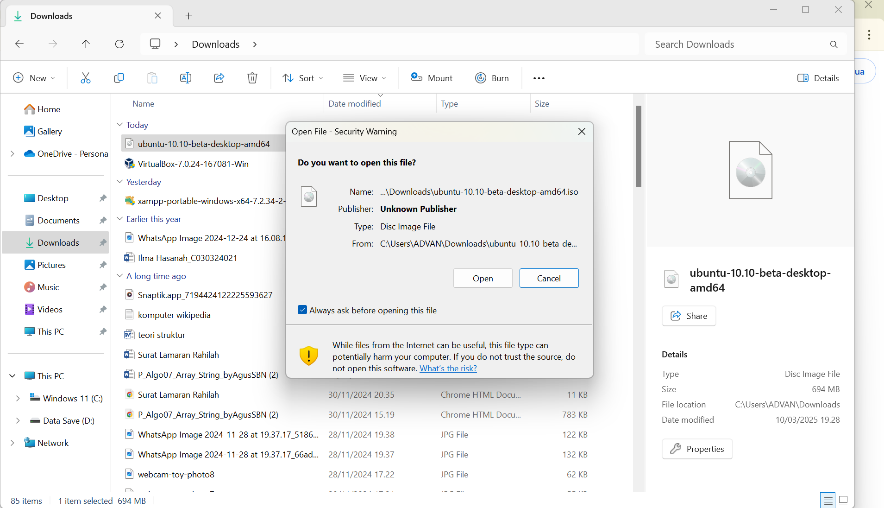 Downloads
Downloads
Search Downloads
New
Sort
View
Mount
Burn
Details
ua
Home
Gallery
OneDrive - Persona
Desktop
Documents
Downloads
Pictures
Music
Videos
This PC
This PC
Windows 11 (C:)
Data Save (D:)
Network
Name Date modified Type Size
Today
ubuntu-10.10-beta-desktop-amd64
VirtualBox-7.0.24-167081-Win
Yesterday
xampp-portable-windows-x64-7.2.34-2-
Earlier this year
WhatsApp Image 2024-12-24 at 16.08.1
Ilma Hasanah_C030324021
A long time ago
Snaptik.app_7194424122225593627
komputer wikipedia
teori struktur
Surat Lamaran Rahilah
P_Algo07_Array_String_byAgusSBN (2)
Surat Lamaran Rahilah 30/11/2024 20.35 Chrome HTML Docu... 11 KB
P_Algo07_Array_String_byAgusSBN (2) 30/11/2024 15.19 Chrome HTML Docu... 783 KB
WhatsApp Image 2024-11-28 at 19.37.17_5186... 28/11/2024 19.38 JPG File 122 KB
WhatsApp Image 2024-11-28 at 19.37.17_66ad... 28/11/2024 19.37 JPG File 132 KB
webcam-toy-photo8 28/11/2024 17.22 JPG File 62 KB
Open File - Security Warning
Do you want to open this file?
Name: ...\Downloads\ubuntu-10.10-beta-desktop-amd64.iso
Publisher: Unknown Publisher
Type: Disc Image File
From: C:\Users\ADVAN\Downloads\ubuntu-10.10-beta-de...
Open
Cancel
Always ask before opening this file
While files from the Internet can be useful, this file type can
potentially harm your computer. If you do not trust the source, do
not open this software. What's the risk?
ubuntu-10.10-beta-desktop-
amd64
Share
Details
Type Disc Image File
Size 694 MB
File location C:\Users\ADVAN\Downloads
Date modified 10/03/2025 19.28
Properties
85 items 1 item selected 694 MB